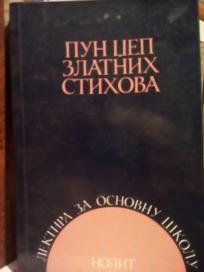 ПУН ЏЕП
ЗЛАТНИХ
СТИХОВА
ЛЕКТИРА ЗА ОСНОВНУ ШКОЛУ
НОЛИТ